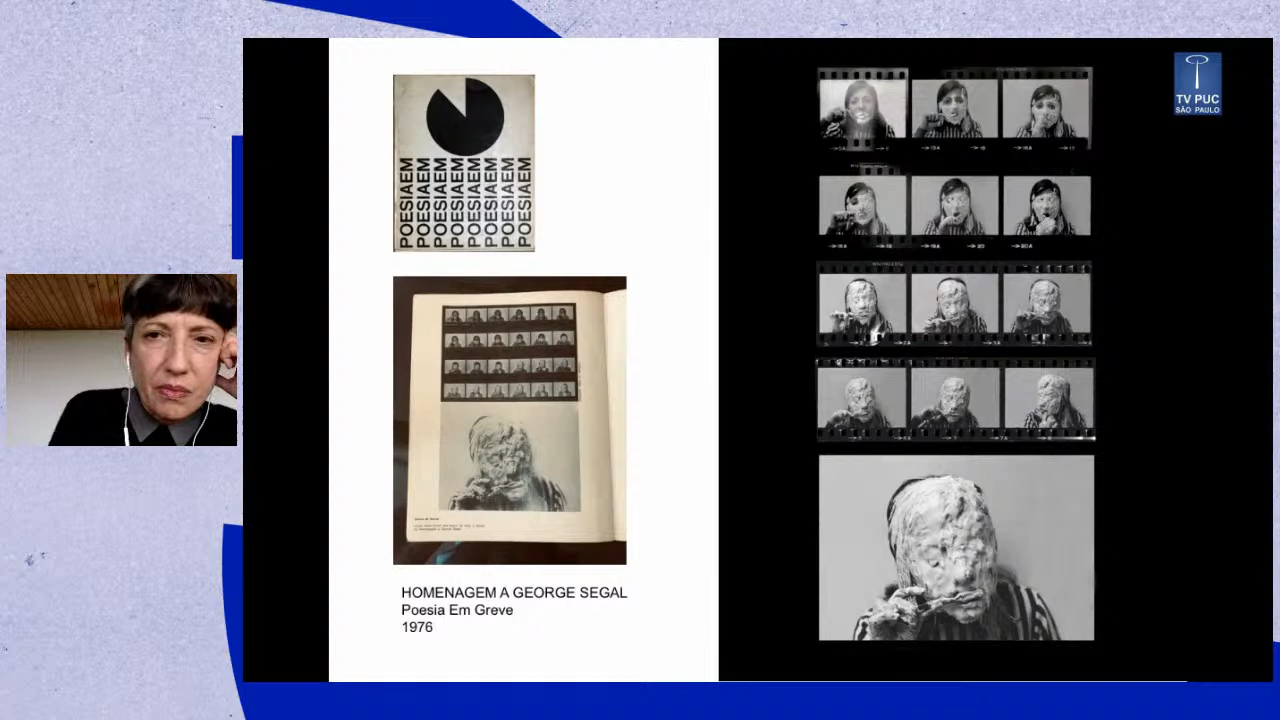 POESIAEM
POESIAEM
POESIAEM
POESIAEM
POESIAEM
POESIAEM
POESIAEM
POESIAEM
HOMENAGEM A GEORGE SEGAL
Poesia Em Greve
1976
TV PUC
SÃO PAULO